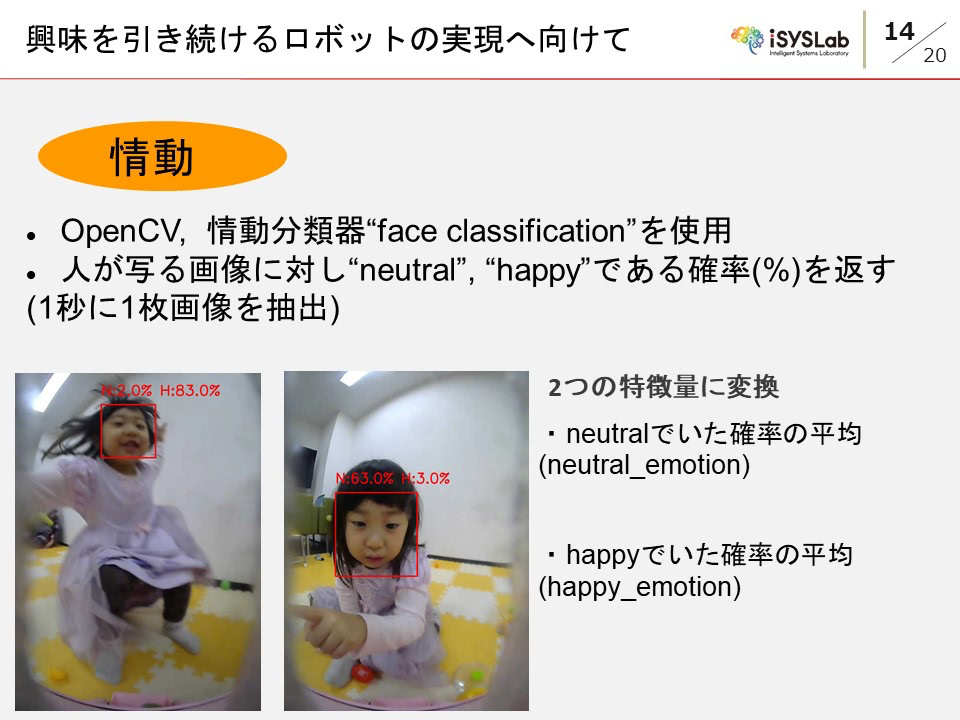 興味を引き続けるロボットの実現へ向けて
iSYSLab
Intelligent Systems Laboratory
14
20
情動
● OpenCV, 情動分類器“face classification”を使用
● 人が写る画像に対し“neutral”, “happy”である確率(%)を返す
(1秒に1枚画像を抽出)
N:2.0% H:83.0%
N:63.0% H:3.0%
2つの特徴量に変換
・neutralでいた確率の平均
(neutral_emotion)
・happyでいた確率の平均
(happy_emotion)